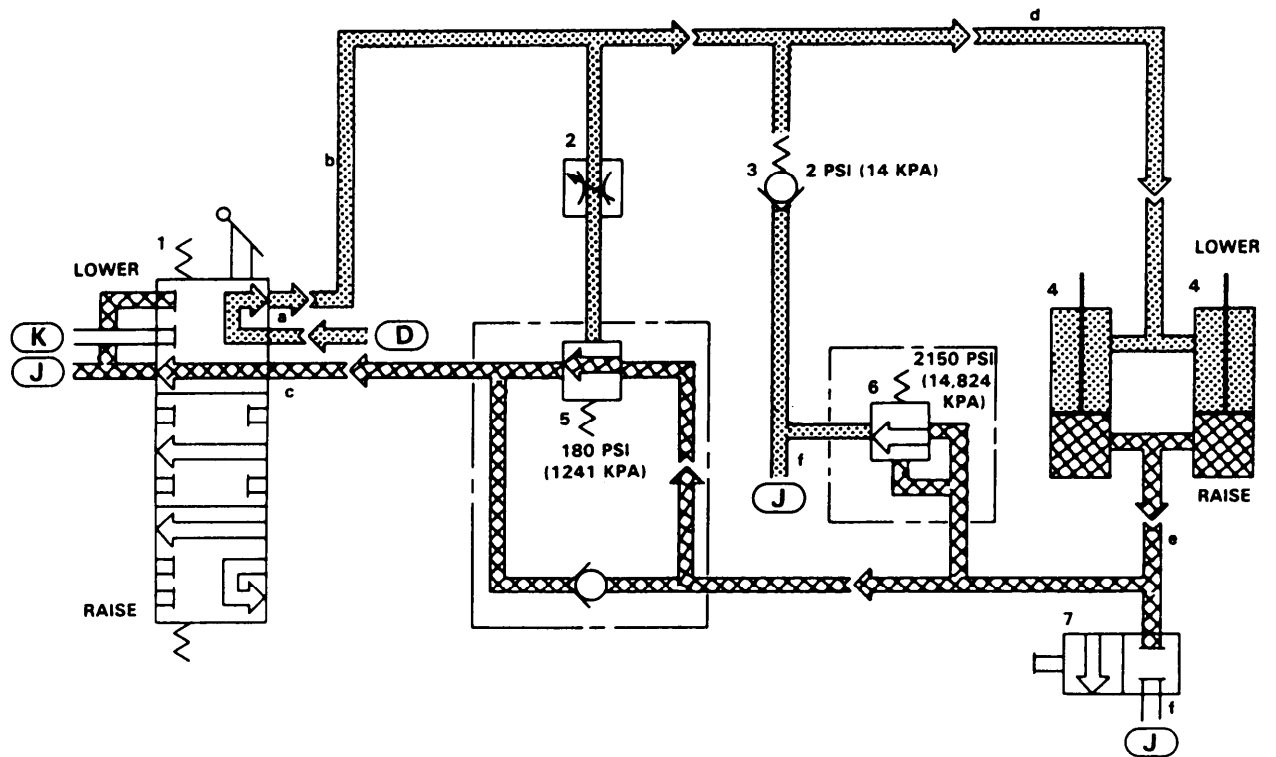 d
2
b
3
2 PSI (14 KPA)
1
LOWER
LOWER
4
4
a
K
D
J
c
5
180 PSI
(1241 KPA)
2150 PSI
(14,824
KPA)
6
f
J
RAISE
e
RAISE
7
f
J